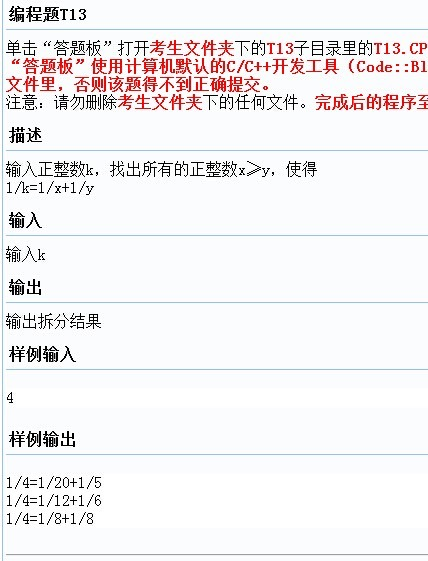 编程题T13
单击“答题板”打开考生文件夹下的T13子目录里的T13.CP
“答题板”使用计算机默认的C/C++开发工具（Code::Bl
文件里，否则该题得不到正确提交。
注意：请勿删除考生文件夹下的任何文件。完成后的程序至
描述
输入正整数k，找出所有的正整数x≥y，使得
1/k=1/x+1/y
输入
输入k
输出
输出拆分结果
样例输入
4
样例输出
1/4=1/20+1/5
1/4=1/12+1/6
1/4=1/8+1/8